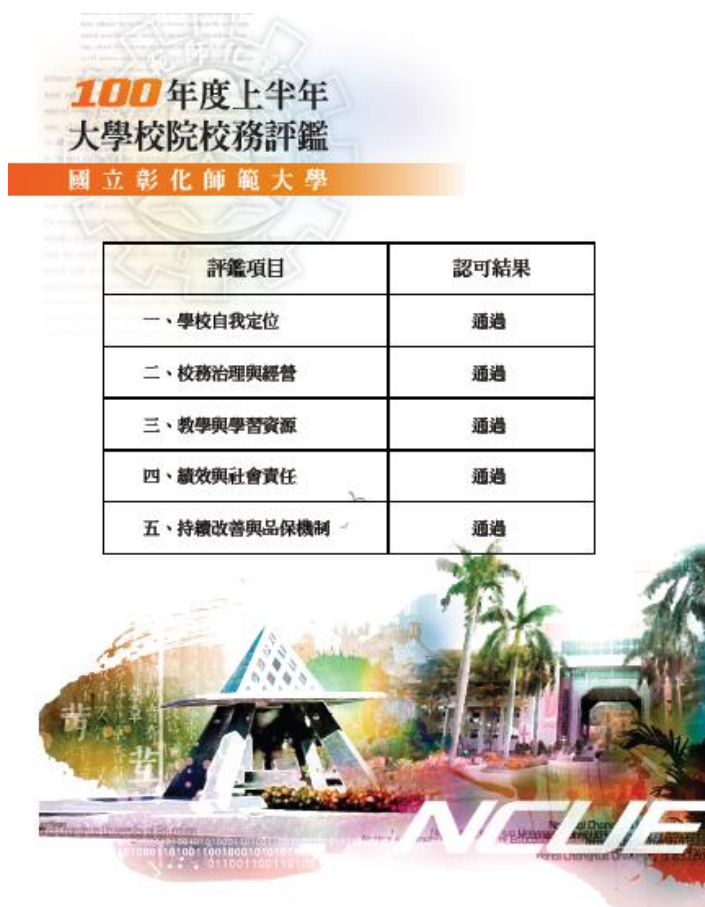 100年度上半年
大學校院校務評鑑
國立彰化師範大學
評鑑項目 認可結果
一、學校自我定位 通過
二、校務治理與經營 通過
三、教學與學習資源 通過
四、績效與社會責任 通過
五、持續改善與品保機制 通過
NCUE